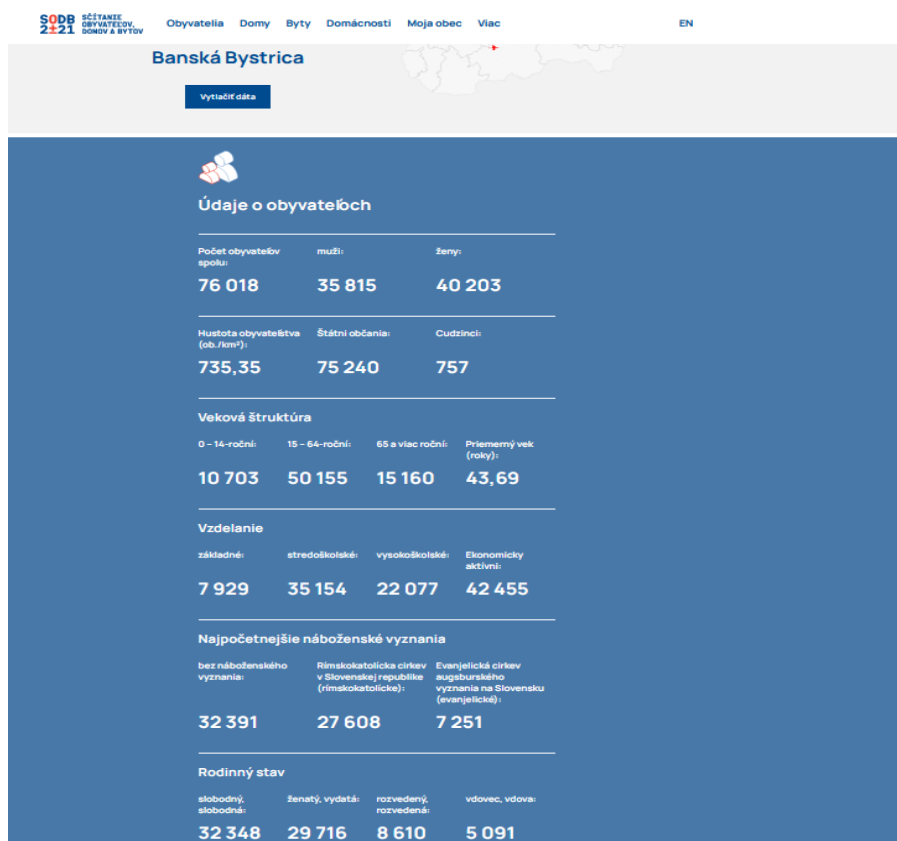 SODB SČÍTANIE
OBYVATEĽOV,
2021 DOMOV A BYTOV
Obyvatelia Domy Byty Domácnosti Moja obec Viac EN
Banská Bystrica
Vytlačiť dáta
Údaje o obyvateľoch
Počet obyvateľov spolu: muži: ženy:
76 018 35 815 40 203
Hustota obyvateľstva (ob./km²): Štátni občania: Cudzinci:
735,35 75 240 757
Veková štruktúra
0 – 14-roční: 15 – 64-roční: 65 a viac roční: Priemerný vek (roky):
10 703 50 155 15 160 43,69
Vzdelanie
základné: stredoškolské: vysokoškolské: Ekonomicky aktívni:
7 929 35 154 22 077 42 455
Najpočetnejšie náboženské vyznania
bez náboženského vyznania: Rímskokatolícka cirkev v Slovenskej republike (rímskokatolícke): Evanjelická cirkev augsburského vyznania na Slovensku (evanjelické):
32 391 27 608 7 251
Rodinný stav
slobodný, slobodná: ženatý, vydatá: rozvedený, rozvedená: vdovec, vdova:
32 348 29 716 8 610 5 091